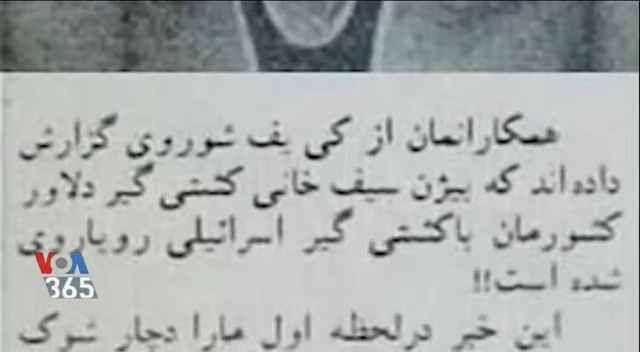 همکارانمان از کی یف شوروی گزارش
داده‌اند که بیژن سیف خانی کشتی گیر دلاور
کشورمان باکشتی گیر اسرائیلی رویاروی
شده است!!
این خبر درلحظه اول مارا دچار شوک
VOA
365